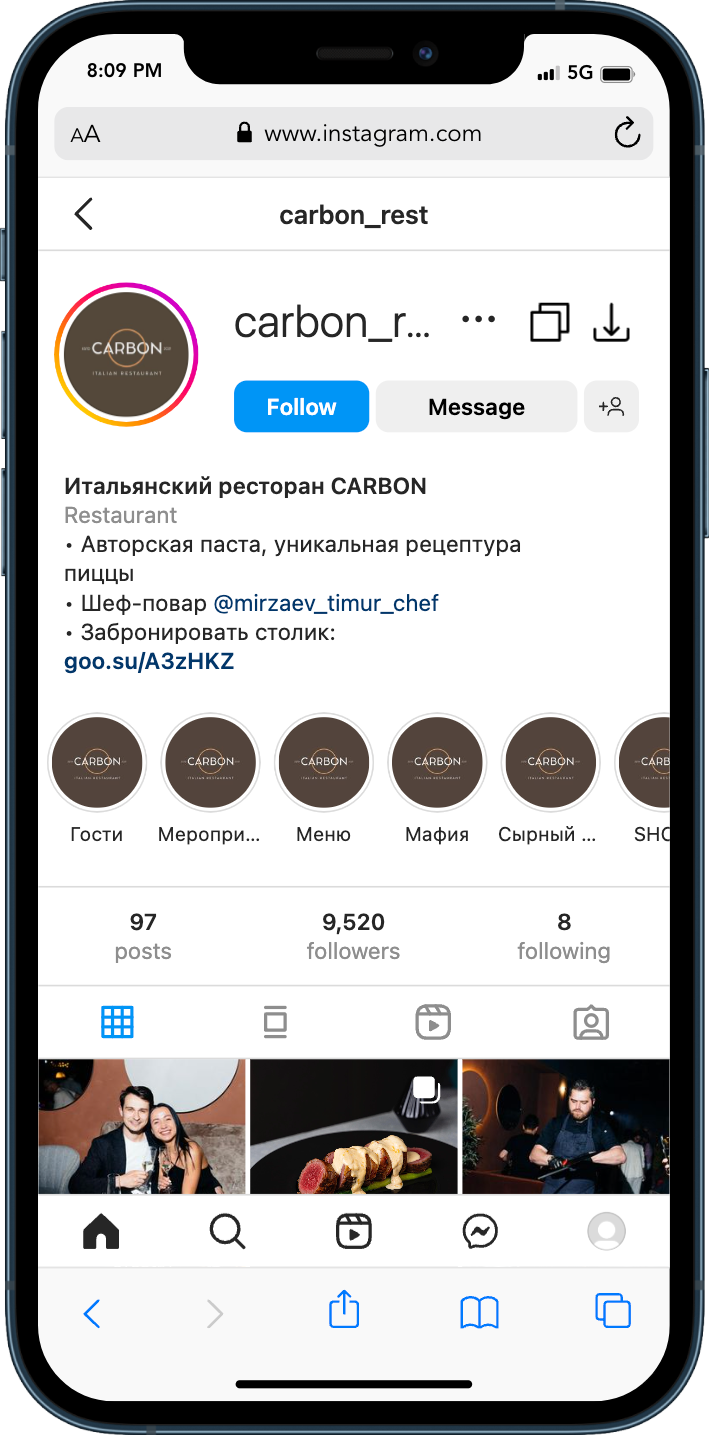 8:09 PM
5G
AA
www.instagram.com
carbon_rest
carbon_r...
CARBON
ITALIAN RESTAURANT
Follow
Message
Итальянский ресторан CARBON
Restaurant
• Авторская паста, уникальная рецептура
пиццы
• Шеф-повар @mirzaev_timur_chef
• Забронировать столик:
goo.su/A3zHKZ
CARBON
ITALIAN RESTAURANT
CARBON
ITALIAN RESTAURANT
CARBON
ITALIAN RESTAURANT
CARBON
ITALIAN RESTAURANT
CARBON
ITALIAN RESTAURANT
CARB
Гости
Меропри...
Меню
Мафия
Сырный ...
SHO
97
9,520
8
posts
followers
following